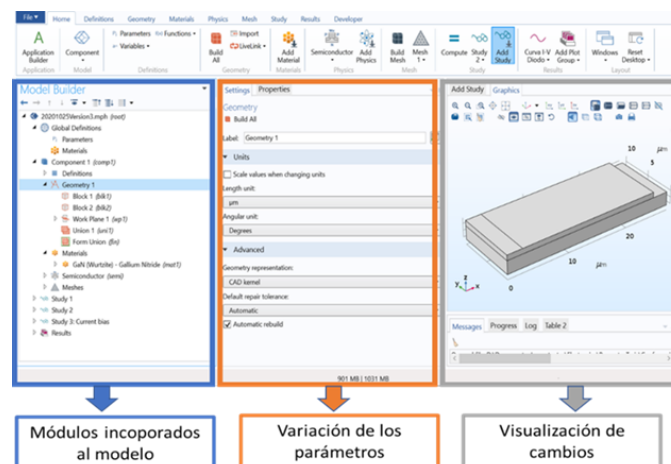 File Home Definitions Geometry Materials Physics Mesh Study Results Developer
Application Builder
Component
Parameters
Functions
Variables
Build All
Import
LiveLink
Add Material
Semiconductor
Add Physics
Build Mesh
Mesh 1
Compute
Study 2
Add Study
Curva I-V Diodo
Add Plot Group
Windows
Reset Desktop
Application Model Definitions Geometry Materials Physics Mesh Study Results Layout
Model Builder
20201025Version3.mph (root)
Global Definitions
Parameters
Materials
Component 1 (comp1)
Definitions
Geometry 1
Block 1 (blk1)
Block 2 (blk2)
Work Plane 1 (wp1)
Union 1 (uni1)
Form Union (fin)
Materials
GaN (Wurtzite) - Gallium Nitride (mat1)
Semiconductor (semi)
Meshes
Study 1
Study 2
Study 3: Current bias
Results
Settings Properties
Geometry
Build All
Label: Geometry 1
Units
Scale values when changing units
Length unit:
µm
Angular unit:
Degrees
Advanced
Geometry representation:
CAD kernel
Default repair tolerance:
Automatic
Automatic rebuild
901 MB | 1031 MB
Add Study Graphics
10 µm
5
20
10 µm
0
y z x
Messages Progress Log Table 2
Módulos incoporados
al modelo
Variación de los
parámetros
Visualización de
cambios